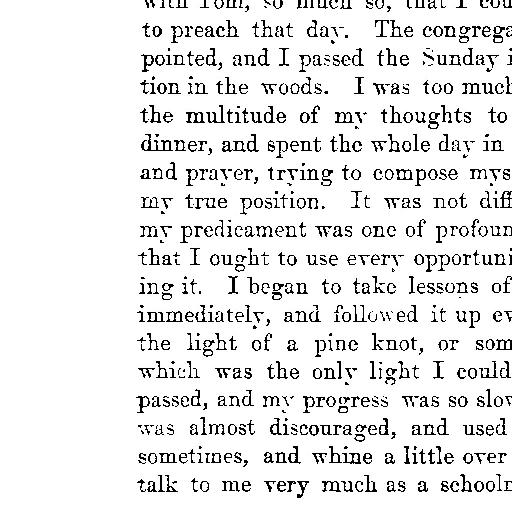 with Tom, so much so, that I cou
to preach that day. The congrega
pointed, and I passed the Sunday i
tion in the woods. I was too much
the multitude of my thoughts to
dinner, and spent the whole day in
and prayer, trying to compose mys
my true position. It was not diff
my predicament was one of profoun
that I ought to use every opportuni
ing it. I began to take lessons of
immediately, and followed it up ev
the light of a pine knot, or som
which was the only light I could
passed, and my progress was so slow
was almost discouraged, and used
sometimes, and whine a little over
talk to me very much as a schoolm